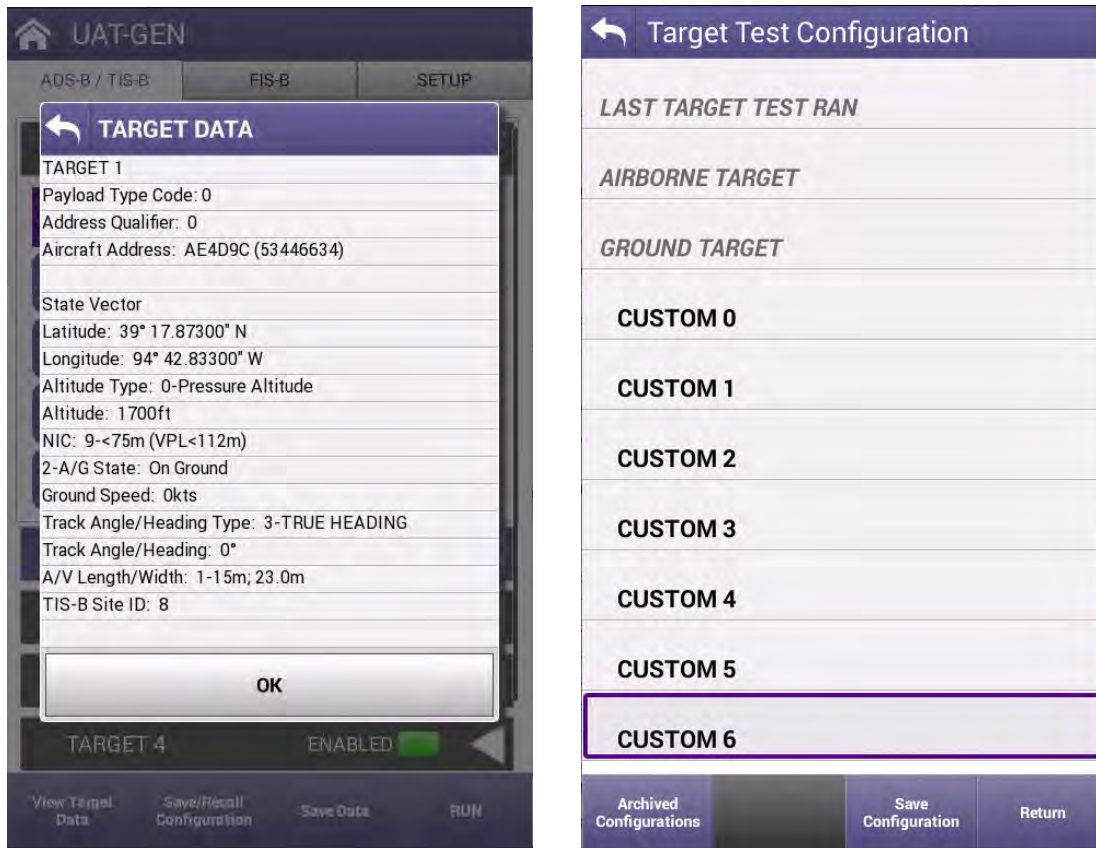 UAT-GEN
ADS-B / TIS-B FIS-B SETUP
TARGET DATA
TARGET 1
Payload Type Code: 0
Address Qualifier: 0
Aircraft Address: AE4D9C (53446634)
State Vector
Latitude: 39° 17.87300" N
Longitude: 94° 42.83300" W
Altitude Type: 0-Pressure Altitude
Altitude: 1700ft
NIC: 9-<75m (VPL<112m)
2-A/G State: On Ground
Ground Speed: 0kts
Track Angle/Heading Type: 3-TRUE HEADING
Track Angle/Heading: 0°
A/V Length/Width: 1-15m; 23.0m
TIS-B Site ID: 8
OK
TARGET 4 ENABLED
View Target Data
Save/Recall Configuration
Save Data
RUN
Target Test Configuration
LAST TARGET TEST RAN
AIRBORNE TARGET
GROUND TARGET
CUSTOM 0
CUSTOM 1
CUSTOM 2
CUSTOM 3
CUSTOM 4
CUSTOM 5
CUSTOM 6
Archived Configurations
Save Configuration
Return